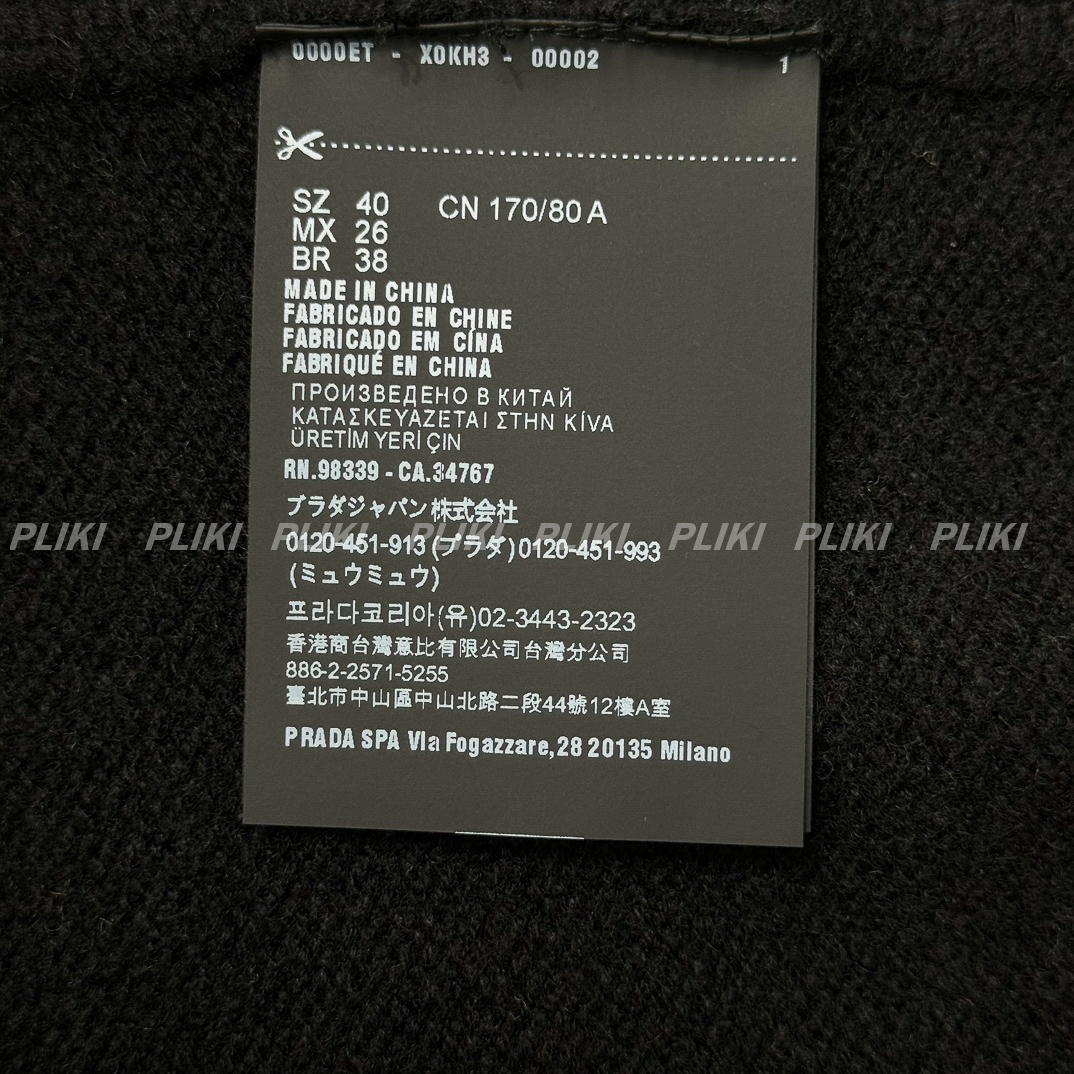 0000ET - X0KH3 - 00002 1
SZ 40 CN 170/80 A
MX 26
BR 38
MADE IN CHINA
FABRICADO EN CHINE
FABRICADO EM CÍNA
FABRIQUÉ EN CHINA
ПРОИЗВЕДЕНО В КИТАЙ
ΚΑΤΑΣΚΕΥΑΖΕΤΑΙ ΣΤΗΝ ΚΊVΑ
ÜRETİM YERİ ÇIN
RN.98339 - CA.34767
プラダジャパン株式会社
PLIKI PLIKI PLIKI PLIKI PLIKI PLIKI PLIKI PLIKI
0120-451-913 (プラダ) 0120-451-993
(ミュウミュウ)
프라다코리아(유)02-3443-2323
香港商台灣意比有限公司台灣分公司
886-2-2571-5255
臺北市中山區中山北路二段44號12樓A室
PRADA SPA VIa Fogazzare,28 20135 Milano